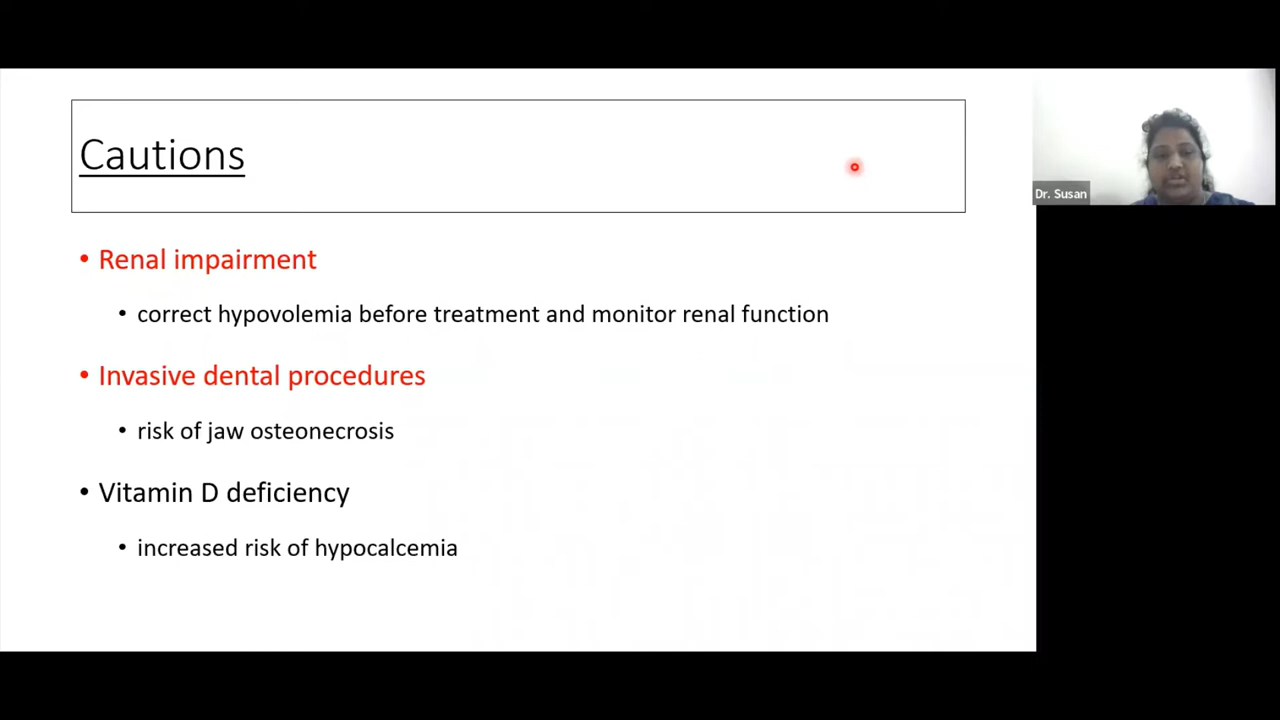 Cautions
• Renal impairment
• correct hypovolemia before treatment and monitor renal function
• Invasive dental procedures
• risk of jaw osteonecrosis
• Vitamin D deficiency
• increased risk of hypocalcemia
Dr. Susan